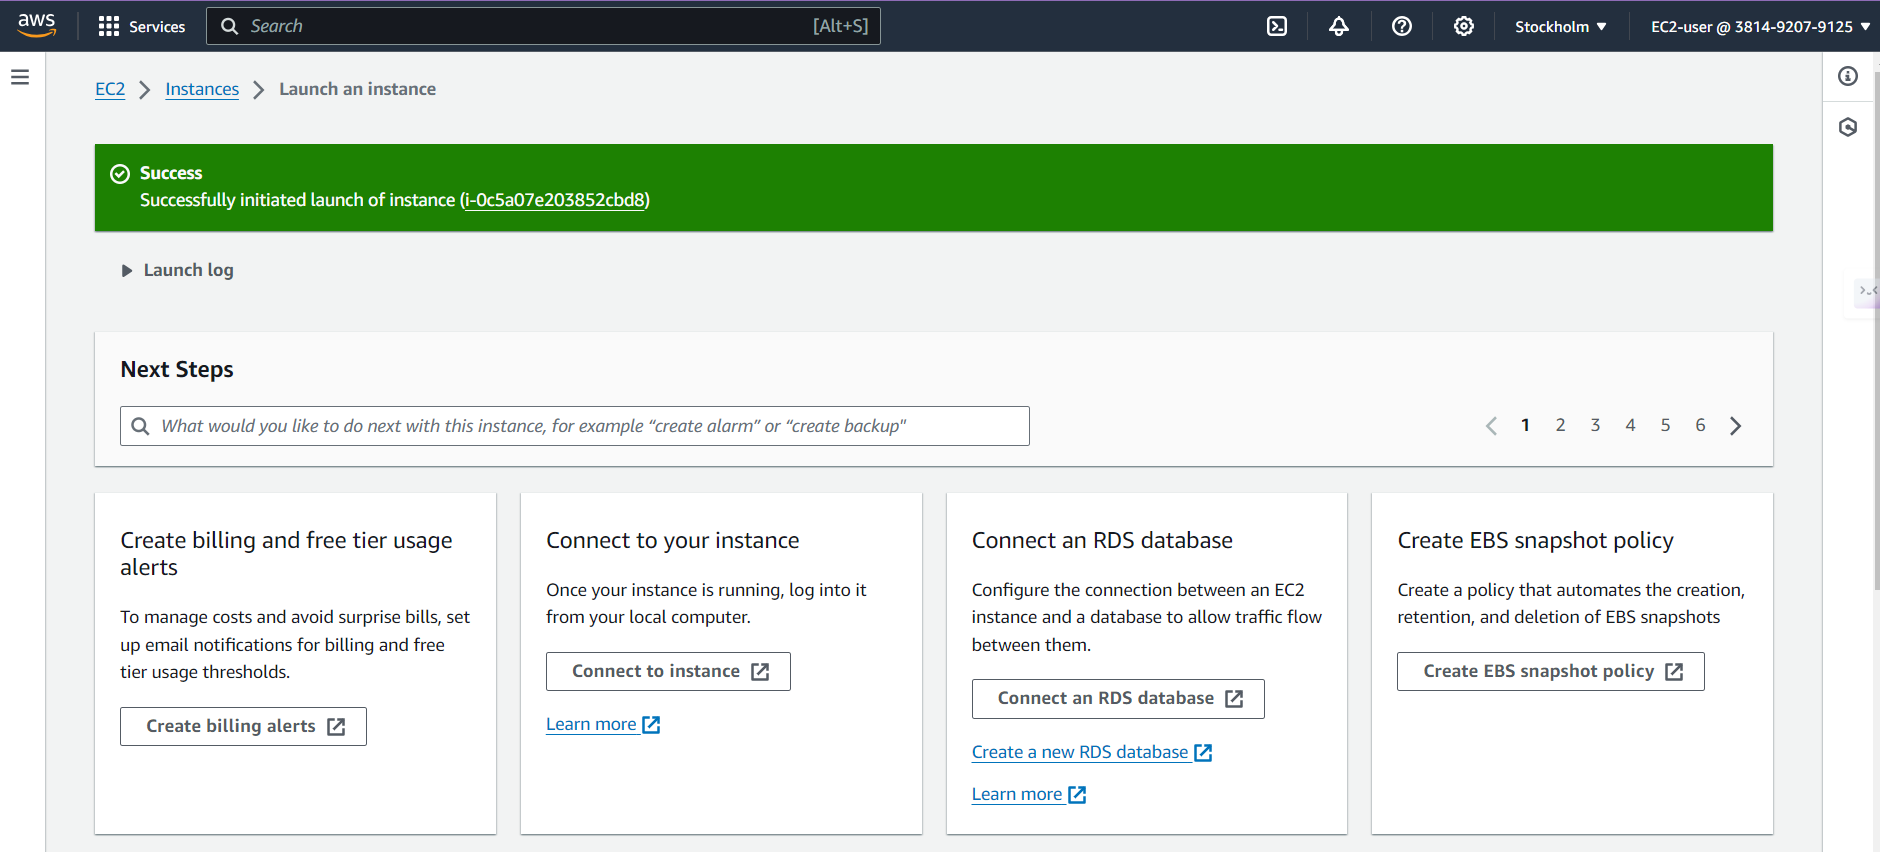 aws
Services
Search
[Alt+S]
Stockholm
EC2-user @ 3814-9207-9125
EC2
Instances
Launch an instance
Success
Successfully initiated launch of instance (i-0c5a07e203852cbd8)
Launch log
Next Steps
What would you like to do next with this instance, for example “create alarm” or “create backup"
1 2 3 4 5 6
Create billing and free tier usage
alerts
To manage costs and avoid surprise bills, set
up email notifications for billing and free
tier usage thresholds.
Create billing alerts
Connect to your instance
Once your instance is running, log into it
from your local computer.
Connect to instance
Learn more
Connect an RDS database
Configure the connection between an EC2
instance and a database to allow traffic flow
between them.
Connect an RDS database
Create a new RDS database
Learn more
Create EBS snapshot policy
Create a policy that automates the creation,
retention, and deletion of EBS snapshots
Create EBS snapshot policy